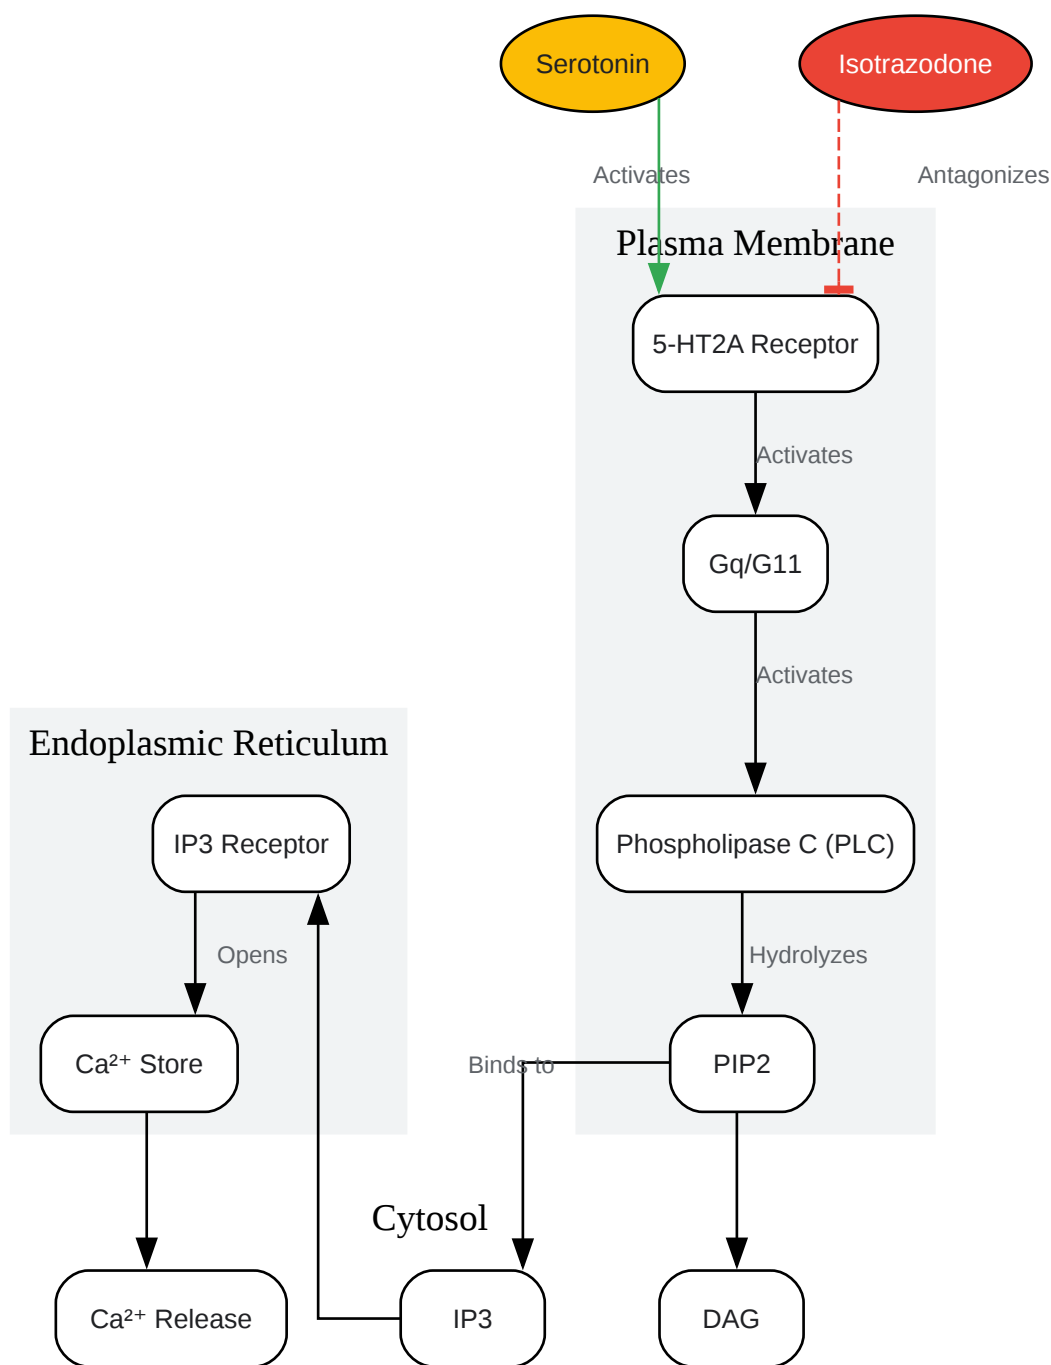 Serotonin
Isotrazodone
Activates
Antagonizes
Plasma Membrane
5-HT2A Receptor
Activates
Gq/G11
Activates
Endoplasmic Reticulum
IP3 Receptor
Phospholipase C (PLC)
Opens
Hydrolyzes
Ca²⁺ Store
Binds to
PIP2
Cytosol
Ca²⁺ Release
IP3
DAG